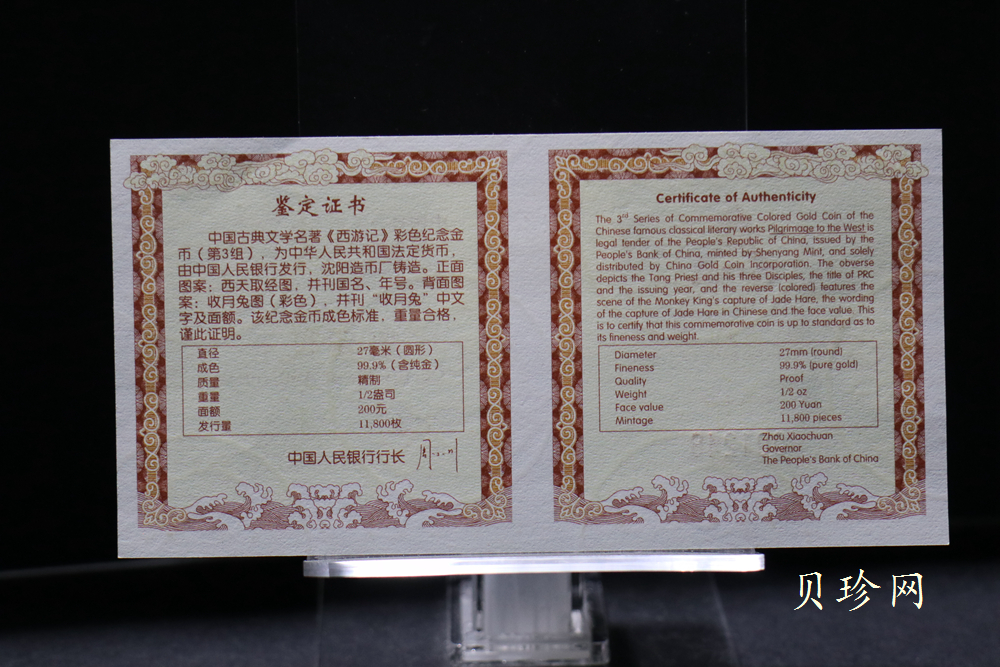 鉴定证书
中国古典文学名著《西游记》彩色纪念金
币（第3组），为中华人民共和国法定货币，
由中国人民银行发行，沈阳造币厂铸造。正面
图案：西天取经图，并刊国名、年号。背面图
案：收月兔图（彩色），并刊“收月兔”中文
字及面额。该纪念金币成色标准，重量合格，
谨此证明。
直径 27毫米（圆形）
成色 99.9%（含纯金）
质量 精制
重量 1/2盎司
面额 200元
发行量 11,800枚
中国人民银行行长
Certificate of Authenticity
The 3rd Series of Commemorative Colored Gold Coin of the
Chinese famous classical literary works Pilgrimage to the West is
legal tender of the People's Republic of China, issued by the
People's Bank of China, minted by Shenyang Mint, and solely
distributed by China Gold Coin Incorporation. The obverse
depicts the Tang Priest and his three Disciples, the title of PRC
and the issuing year, and the reverse (colored) features the
scene of the Monkey King's capture of Jade Hare, the wording
of the capture of Jade Hare in Chinese and the face value. This
is to certify that this commemorative coin is up to standard as to
its fineness and weight.
Diameter 27mm (round)
Fineness 99.9% (pure gold)
Quality Proof
Weight 1/2 oz
Face value 200 Yuan
Mintage 11,800 pieces
Zhou Xiaochuan
Governor
The People's Bank of China
贝珍网